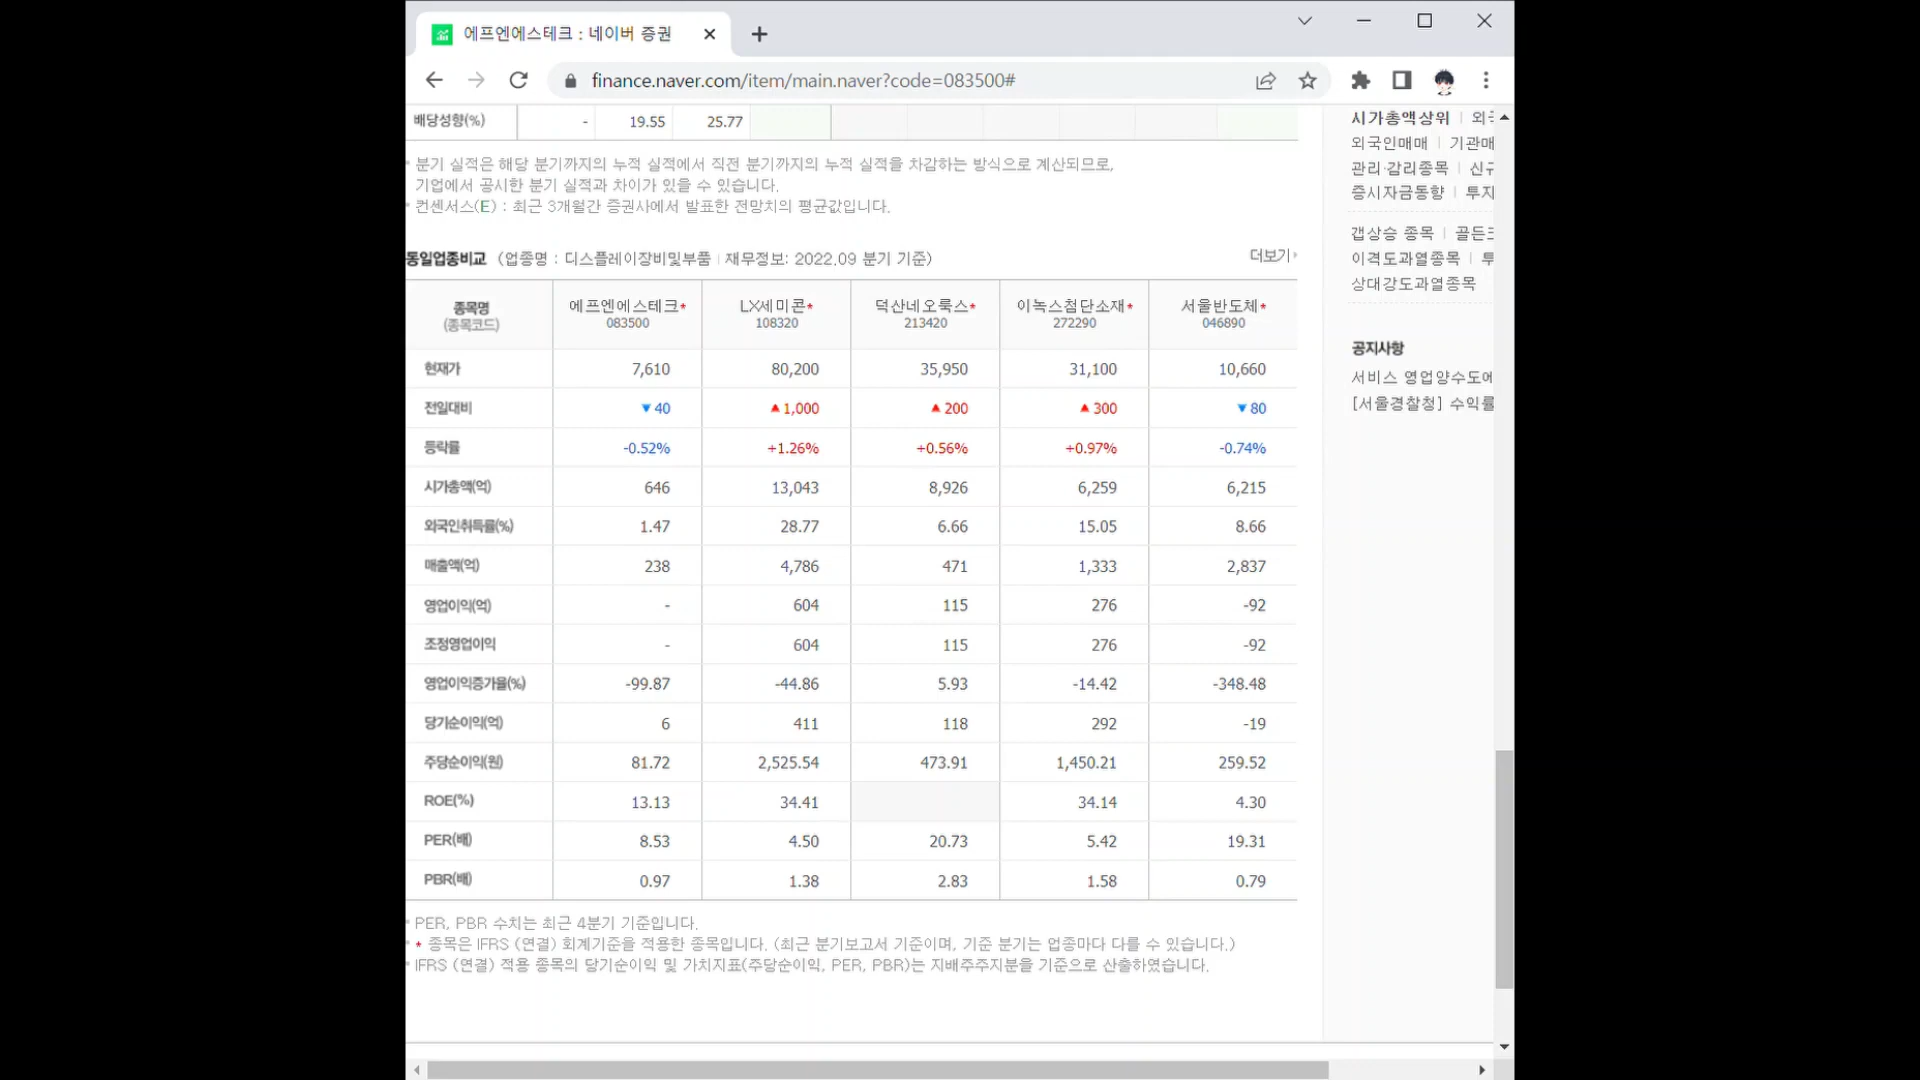 에프엔에스테크 : 네이버 증권
finance.naver.com/item/main.naver?code=083500#
배당성향(%) - 19.55 25.77
* 분기 실적은 해당 분기까지의 누적 실적에서 직전 분기까지의 누적 실적을 차감하는 방식으로 계산되므로,
기업에서 공시한 분기 실적과 차이가 있을 수 있습니다.
* 컨센서스(E) : 최근 3개월간 증권사에서 발표한 전망치의 평균값입니다.
동일업종비교 (업종명 : 디스플레이장비및부품 | 재무정보: 2022.09 분기 기준) 더보기
종목명 에프엔에스테크* LX세미콘* 덕산네오룩스* 이녹스첨단소재* 서울반도체*
(종목코드) 083500 108320 213420 272290 046890
현재가 7,610 80,200 35,950 31,100 10,660
전일대비 ▼40 ▲1,000 ▲200 ▲300 ▼80
등락률 -0.52% +1.26% +0.56% +0.97% -0.74%
시가총액(억) 646 13,043 8,926 6,259 6,215
외국인취득률(%) 1.47 28.77 6.66 15.05 8.66
매출액(억) 238 4,786 471 1,333 2,837
영업이익(억) - 604 115 276 -92
조정영업이익 - 604 115 276 -92
영업이익증가율(%) -99.87 -44.86 5.93 -14.42 -348.48
당기순이익(억) 6 411 118 292 -19
주당순이익(원) 81.72 2,525.54 473.91 1,450.21 259.52
ROE(%) 13.13 34.41 34.14 4.30
PER(배) 8.53 4.50 20.73 5.42 19.31
PBR(배) 0.97 1.38 2.83 1.58 0.79
* PER, PBR 수치는 최근 4분기 기준입니다.
* * 종목은 IFRS (연결) 회계기준을 적용한 종목입니다. (최근 분기보고서 기준이며, 기준 분기는 업종마다 다를 수 있습니다.)
* IFRS (연결) 적용 종목의 당기순이익 및 가치지표(주당순이익, PER, PBR)는 지배주주지분을 기준으로 산출하였습니다.
시가총액상위 |
외국인매매 | 기관매
관리·감리종목 | 신규
증시자금동향 | 투자
갭상승 종목 | 골든
이격도과열종목 | 투
상대강도과열종목
공지사항
서비스 영업양수도에
[서울경찰청] 수익률